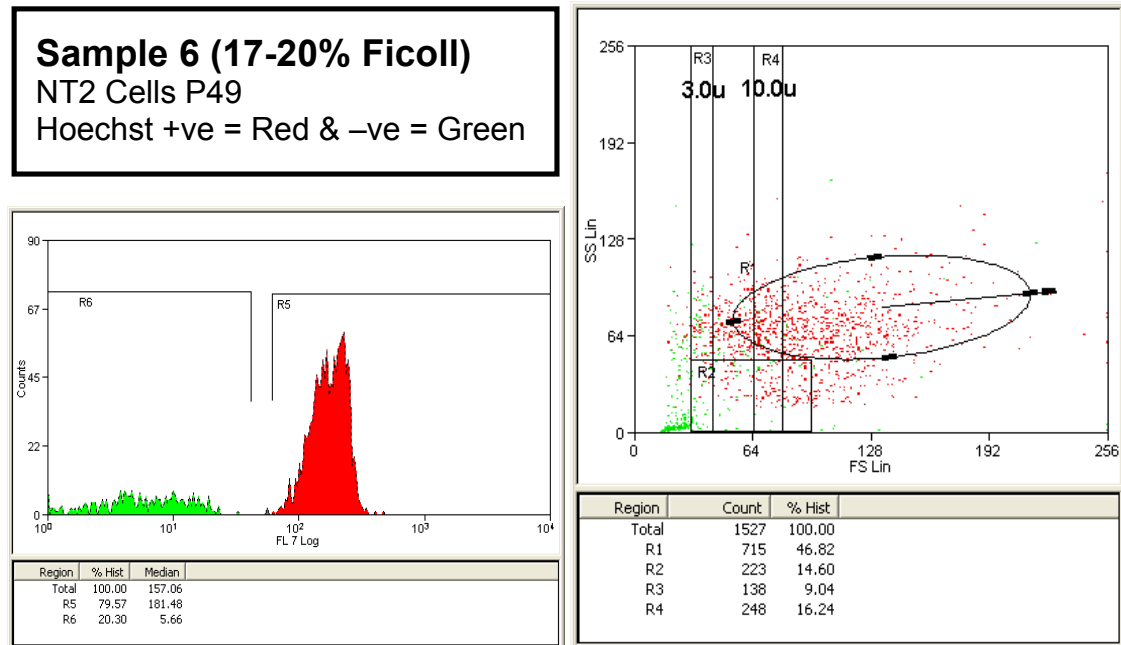 Sample 6 (17-20% Ficoll)
NT2 Cells P49
Hoechst +ve = Red & –ve = Green
90
67
45
22
0
Counts
R6
R5
10⁰ 10¹ 10² 10³ 10⁴
FL 7 Log
Region % Hist Median
Total 100.00 157.06
R5 79.57 181.48
R6 20.30 5.66
256
192
128
64
0
SS Lin
R3 R4
3.0u 10.0u
R1
R2
0 64 128 192 256
FS Lin
Region Count % Hist
Total 1527 100.00
R1 715 46.82
R2 223 14.60
R3 138 9.04
R4 248 16.24